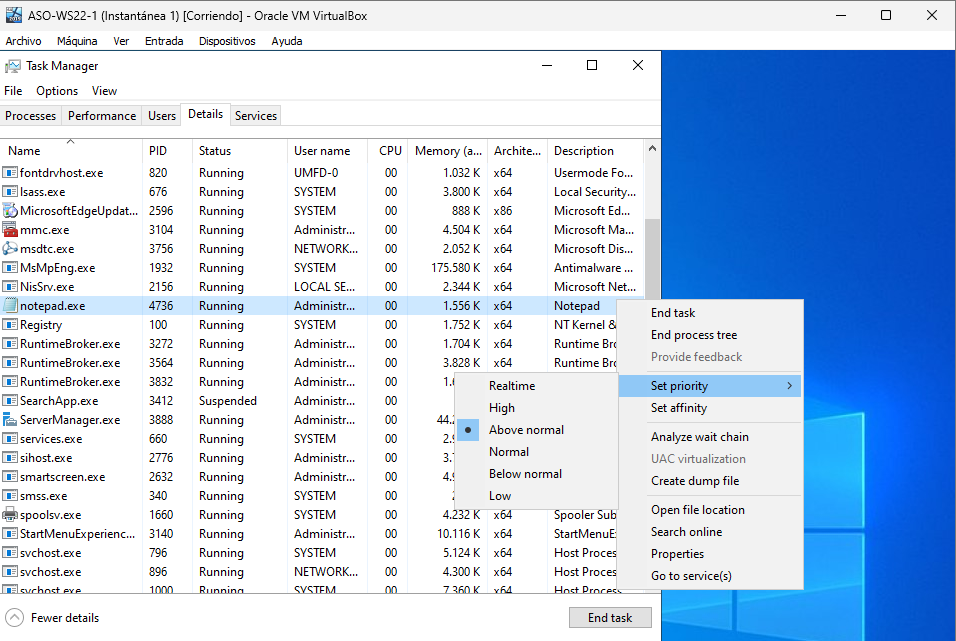 ASO-WS22-1 (Instantánea 1) [Corriendo] - Oracle VM VirtualBox
Archivo Máquina Ver Entrada Dispositivos Ayuda
Task Manager
File Options View
Processes Performance Users Details Services
Name PID Status User name CPU Memory (a... Archite... Description
fontdrvhost.exe 820 Running UMFD-0 00 1.032 K x64 Usermode Fo...
lsass.exe 676 Running SYSTEM 00 3.800 K x64 Local Security...
MicrosoftEdgeUpdat... 2596 Running SYSTEM 00 888 K x86 Microsoft Ed...
mmc.exe 3104 Running Administr... 00 4.504 K x64 Microsoft Ma...
msdtc.exe 3756 Running NETWORK... 00 2.052 K x64 Microsoft Dis...
MsMpEng.exe 1932 Running SYSTEM 00 175.580 K x64 Antimalware ...
NisSrv.exe 2156 Running LOCAL SE... 00 2.344 K x64 Microsoft Net...
notepad.exe 4736 Running Administr... 00 1.556 K x64 Notepad
Registry 100 Running SYSTEM 00 1.752 K x64 NT Kernel &
RuntimeBroker.exe 3272 Running Administr... 00 1.704 K x64 Runtime Bro
RuntimeBroker.exe 3564 Running Administr... 00 3.828 K x64 Runtime Bro
RuntimeBroker.exe 3832 Running Administr... 00
SearchApp.exe 3412 Suspended Administr... 00
ServerManager.exe 3888 Running Administr... 00 44.
services.exe 660 Running SYSTEM 00
sihost.exe 2776 Running Administr... 00
smartscreen.exe 2632 Running Administr... 00
smss.exe 340 Running SYSTEM 00
spoolsv.exe 1660 Running SYSTEM 00 4.232 K x64 Spooler Sub
StartMenuExperienc... 3140 Running Administr... 00 10.116 K x64 StartMenuE
svchost.exe 796 Running SYSTEM 00 5.124 K x64 Host Proces
svchost.exe 896 Running NETWORK... 00 4.300 K x64 Host Proces
svchost.exe 1000 Running SYSTEM 00 7.360 K x64 Host Proces
End task
End process tree
Provide feedback
Set priority
Set affinity
Analyze wait chain
UAC virtualization
Create dump file
Open file location
Search online
Properties
Go to service(s)
Realtime
High
Above normal
Normal
Below normal
Low
Fewer details
End task